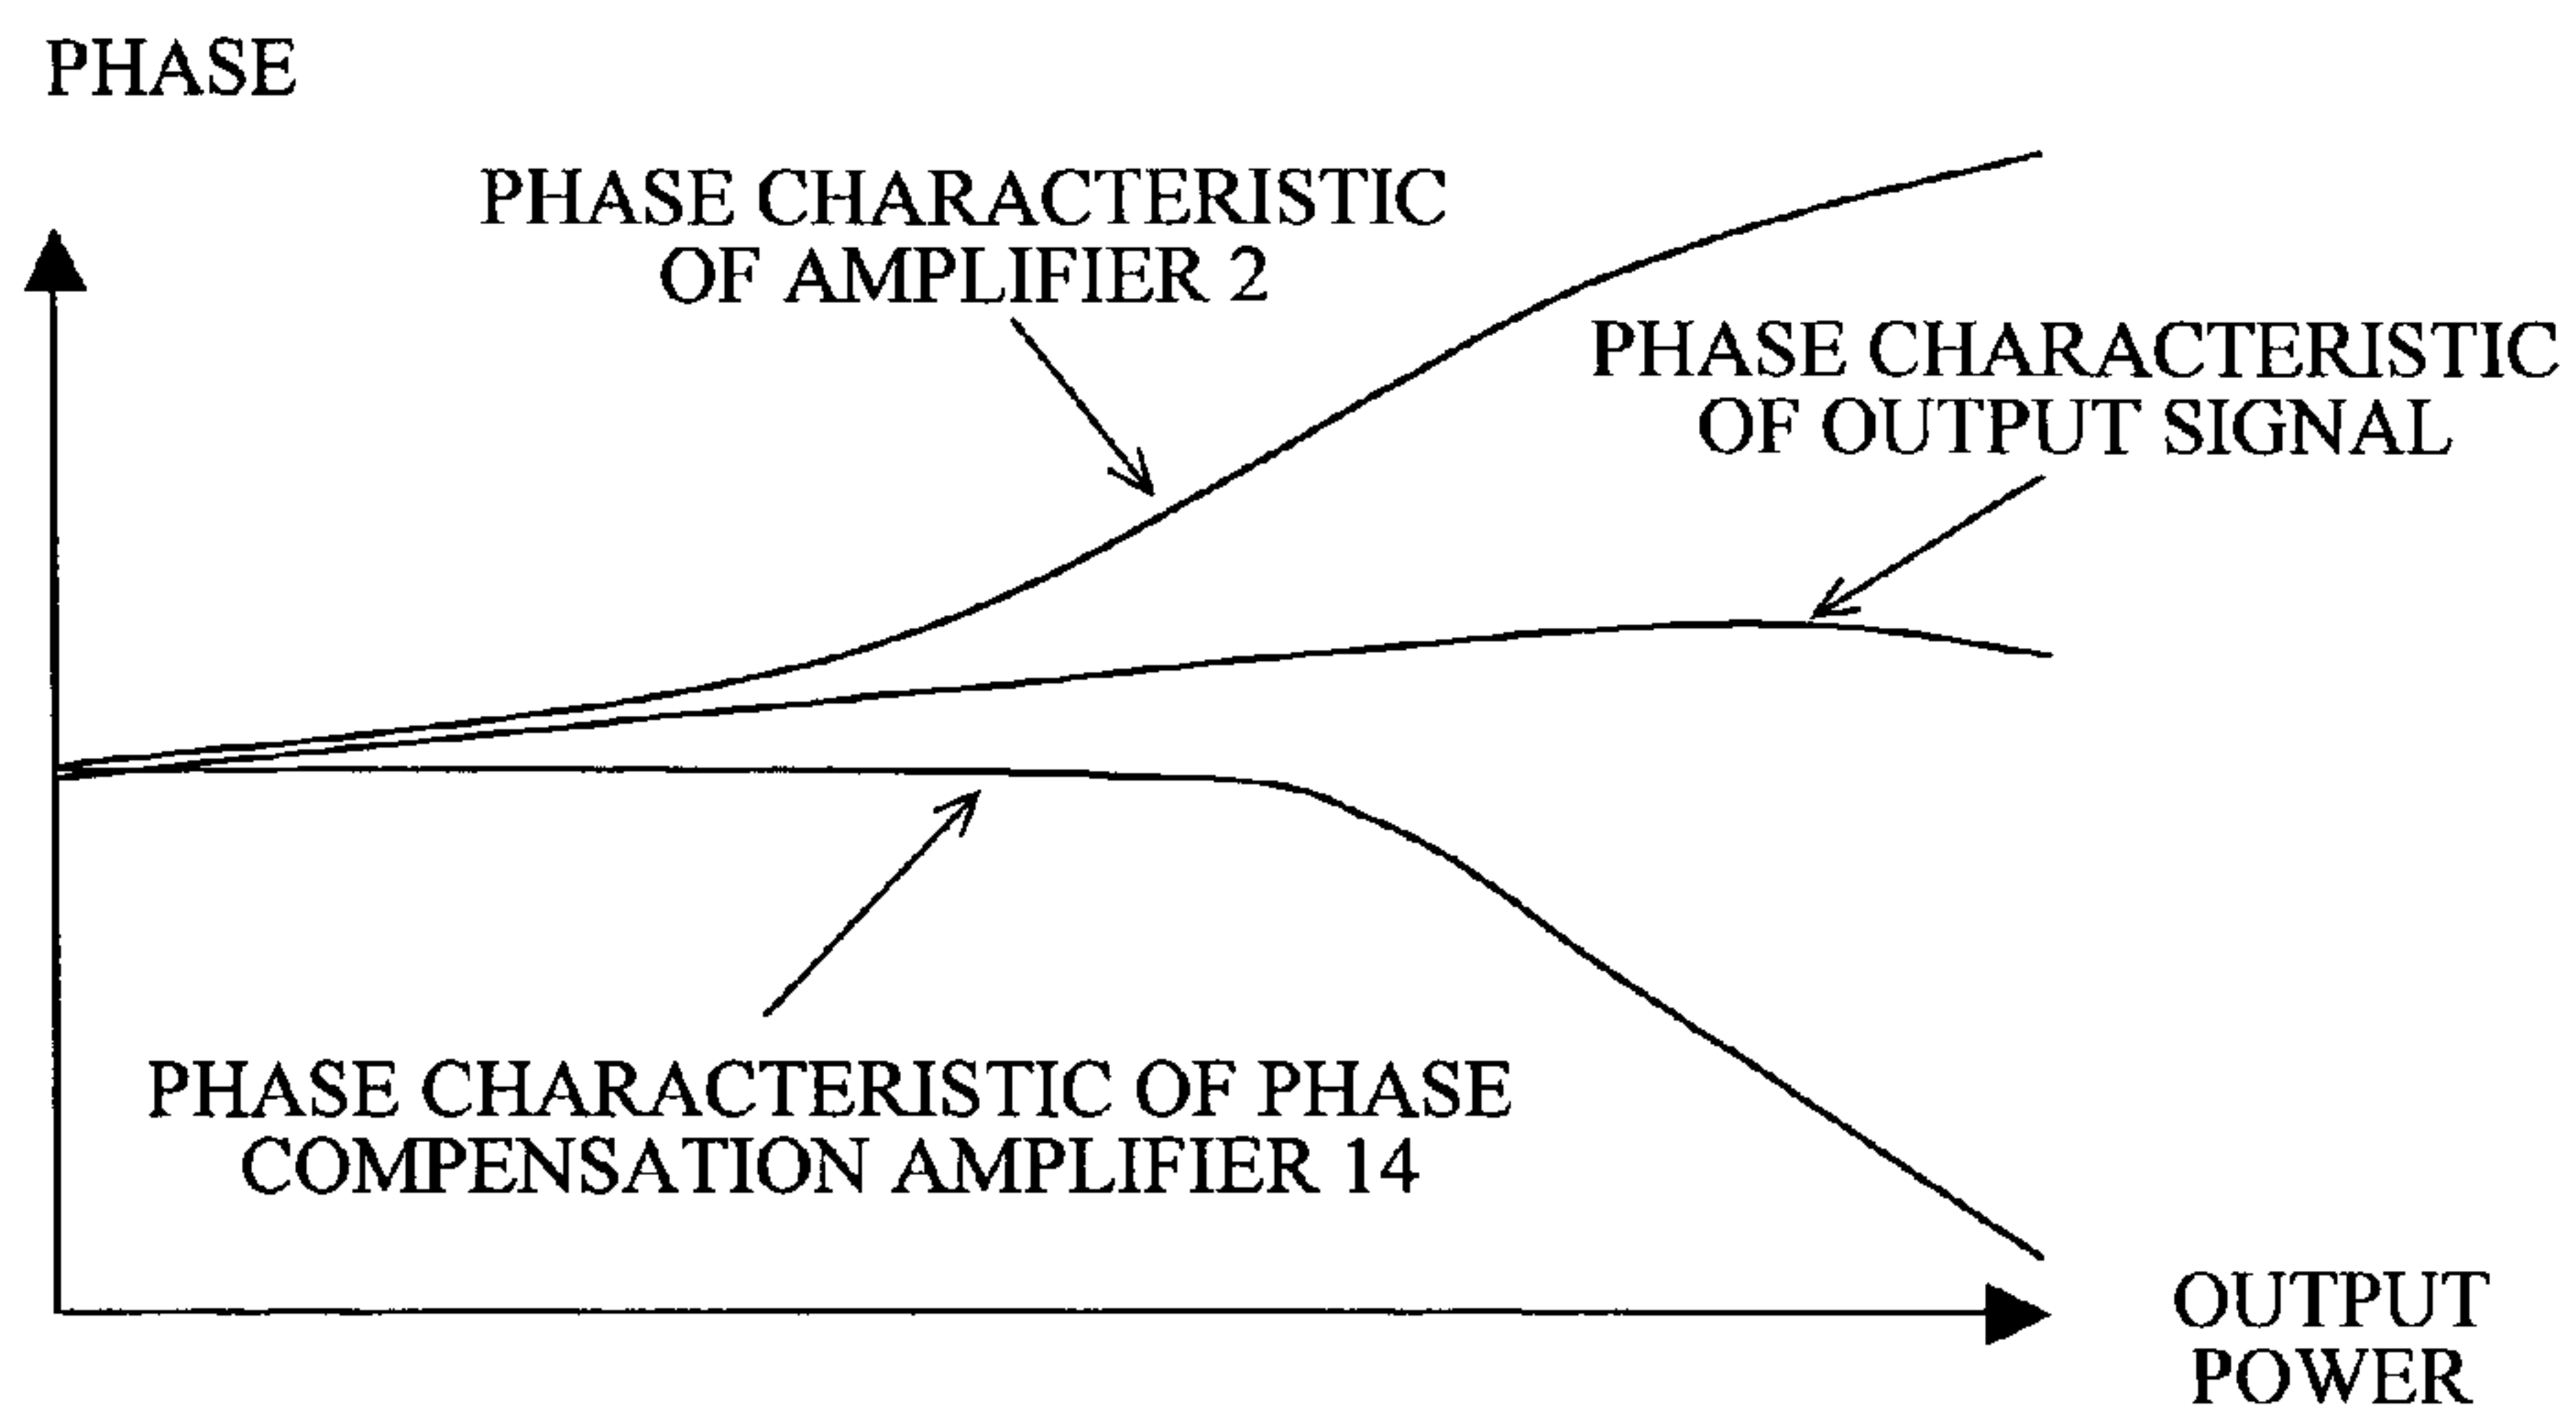 PHASE
PHASE CHARACTERISTIC
OF AMPLIFIER 2
PHASE CHARACTERISTIC
OF OUTPUT SIGNAL
PHASE CHARACTERISTIC OF PHASE
COMPENSATION AMPLIFIER 14
OUTPUT
POWER